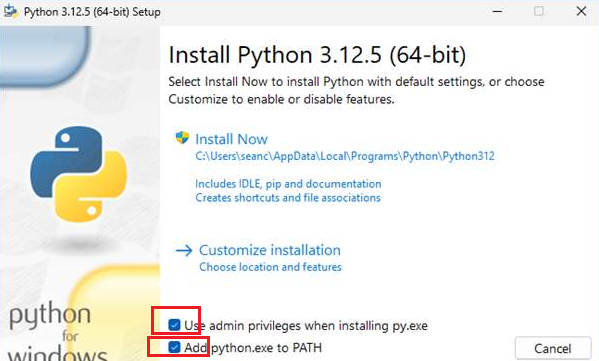 Python 3.12.5 (64-bit) Setup
Install Python 3.12.5 (64-bit)
Select Install Now to install Python with default settings, or choose
Customize to enable or disable features.
Install Now
C:\Users\seanc\AppData\Local\Programs\Python\Python312
Includes IDLE, pip and documentation
Creates shortcuts and file associations
Customize installation
Choose location and features
python
for
windows
Use admin privileges when installing py.exe
Add python.exe to PATH
Cancel